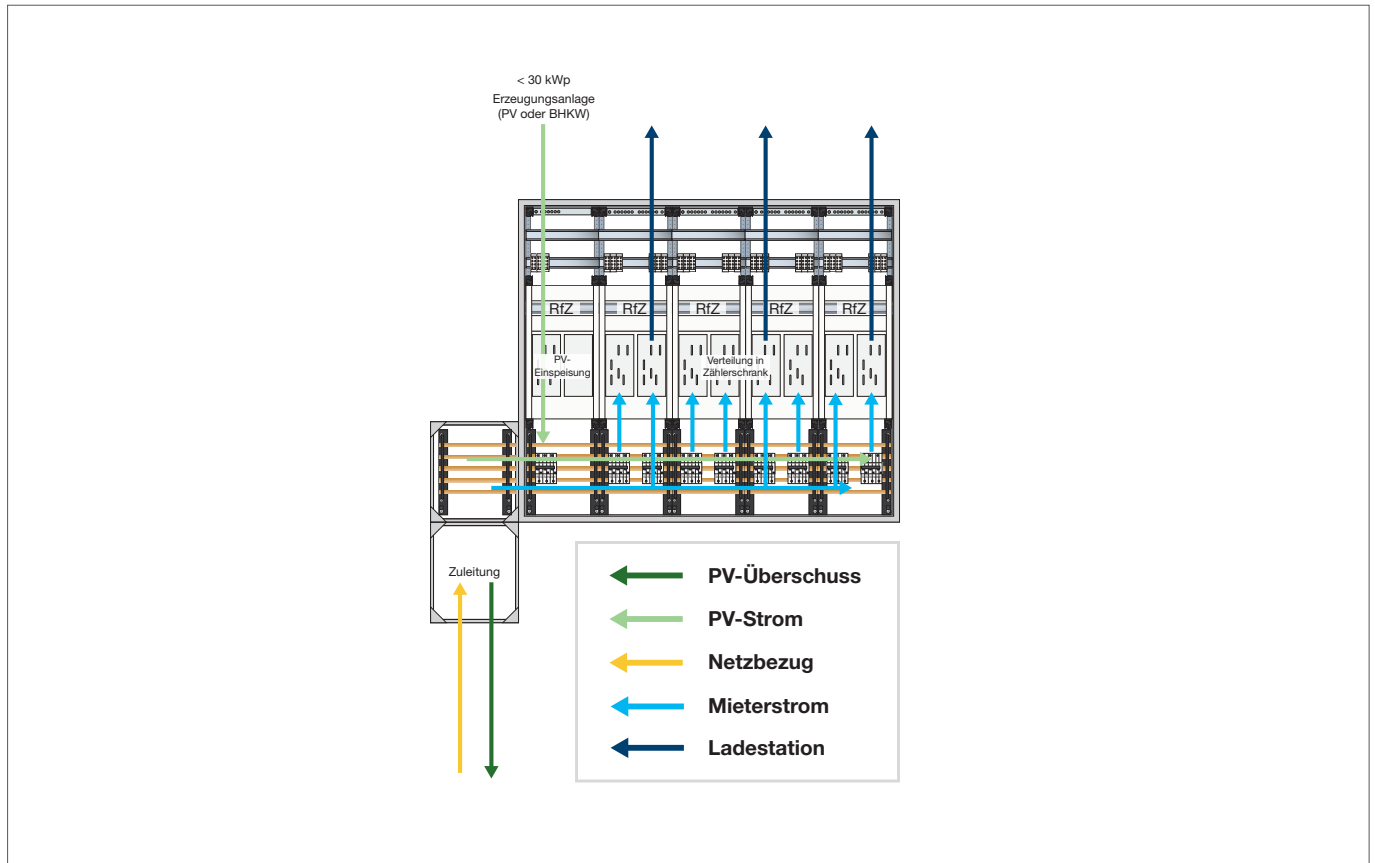 < 30 kWp
Erzeugungsanlage
(PV oder BHKW)
RfZ RfZ RfZ RfZ RfZ
PV-
Einspeisung
Verteilung in
Zählerschrank
Zuleitung
PV-Überschuss
PV-Strom
Netzbezug
Mieterstrom
Ladestation